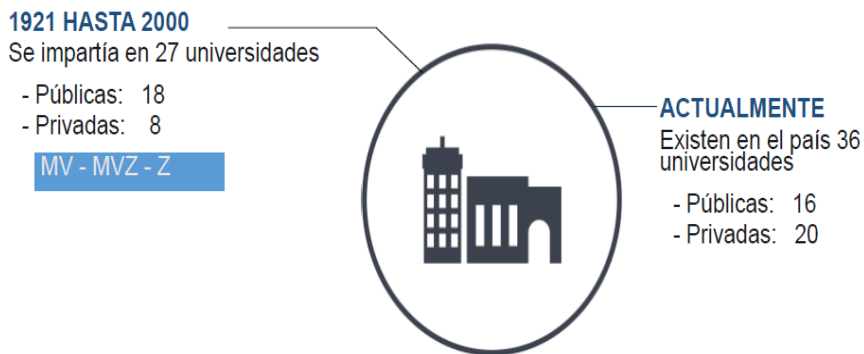 1921 HASTA 2000
Se impartía en 27 universidades
- Públicas: 18
- Privadas: 8
MV - MVZ - Z
ACTUALMENTE
Existen en el país 36
universidades
- Públicas: 16
- Privadas: 20